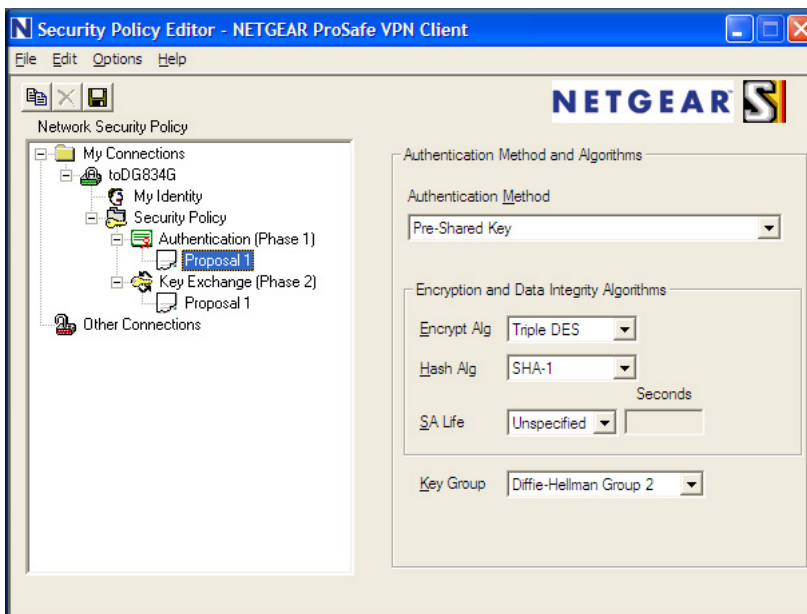 Security Policy Editor - NETGEAR ProSafe VPN Client
File Edit Options Help
NETGEAR
Network Security Policy
My Connections
toDG834G
My Identity
Security Policy
Authentication (Phase 1)
Proposal 1
Key Exchange (Phase 2)
Proposal 1
Other Connections
Authentication Method and Algorithms
Authentication Method
Pre-Shared Key
Encryption and Data Integrity Algorithms
Encrypt Alg Triple DES
Hash Alg SHA-1
Seconds
SA Life Unspecified
Key Group Diffie-Hellman Group 2